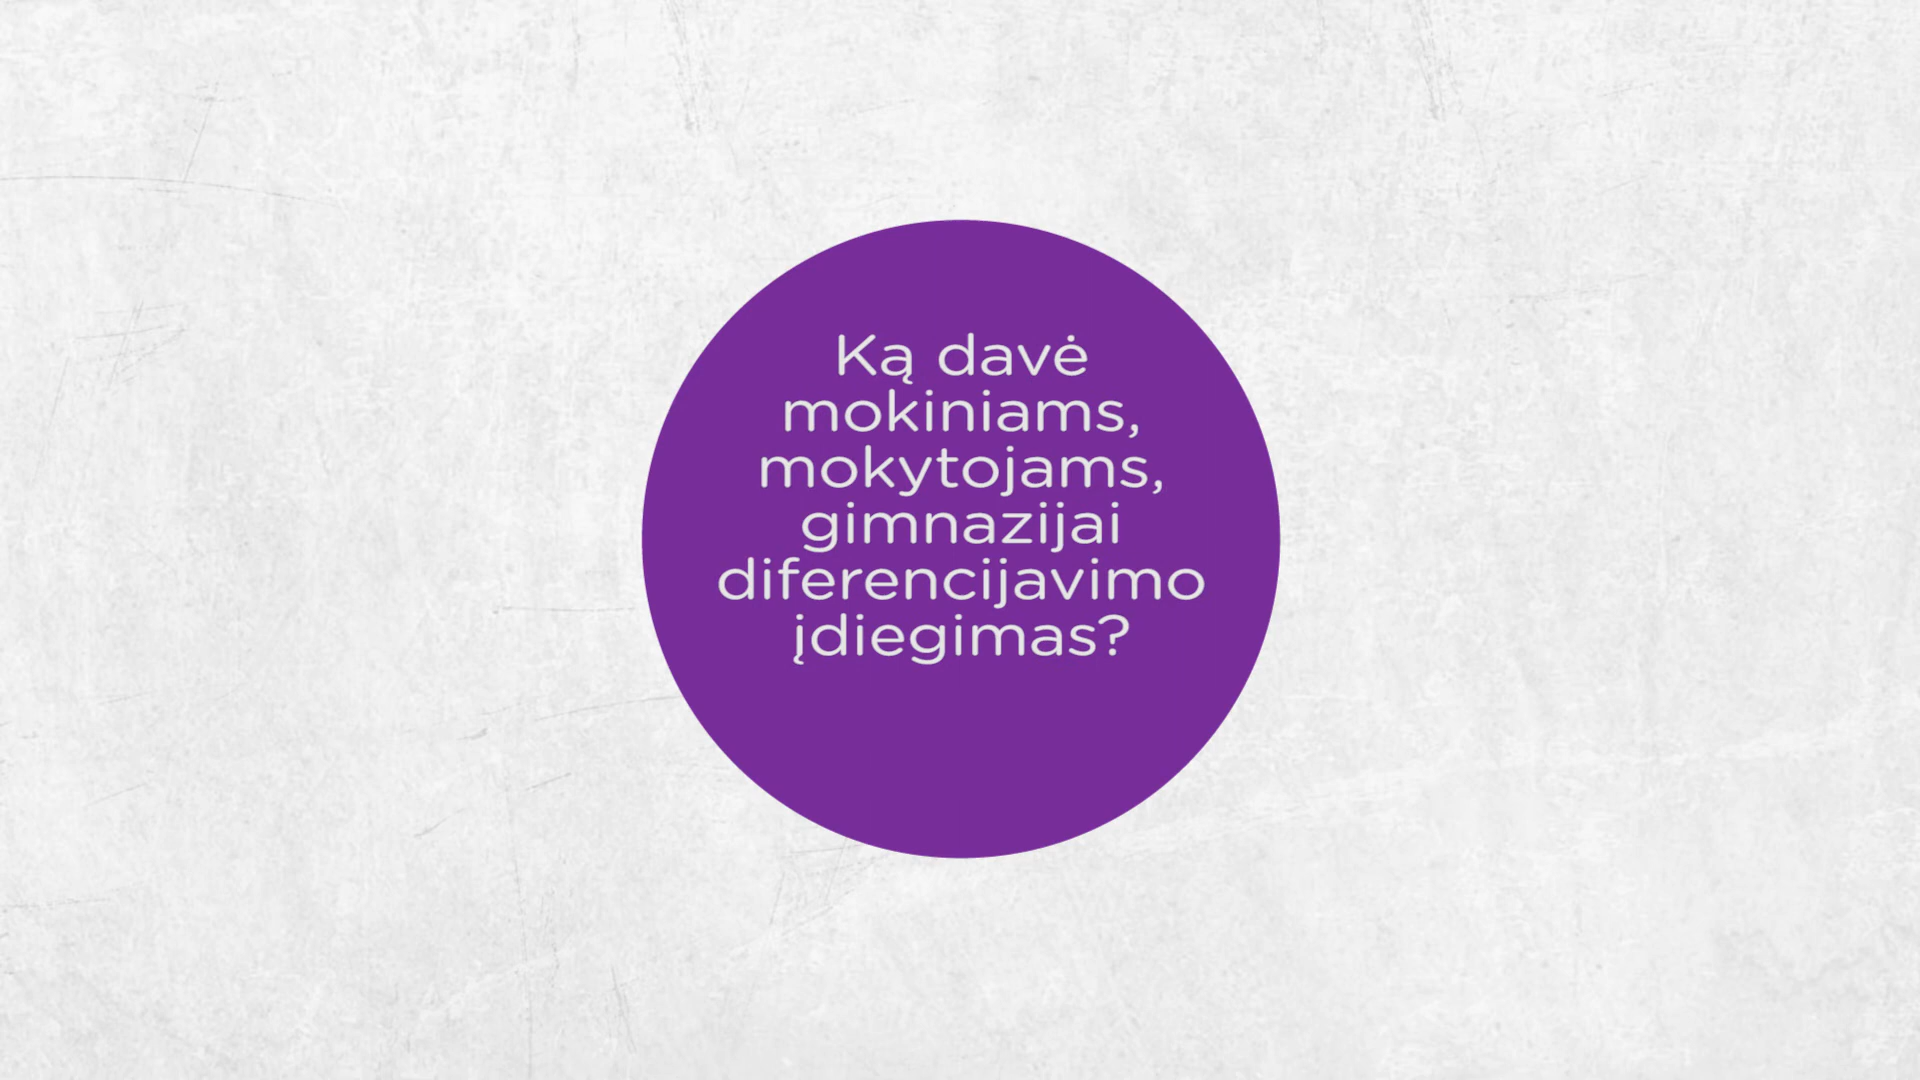 Ką davė
mokiniams,
mokytojams,
gimnazijai
diferencijavimo
įdiegimas?